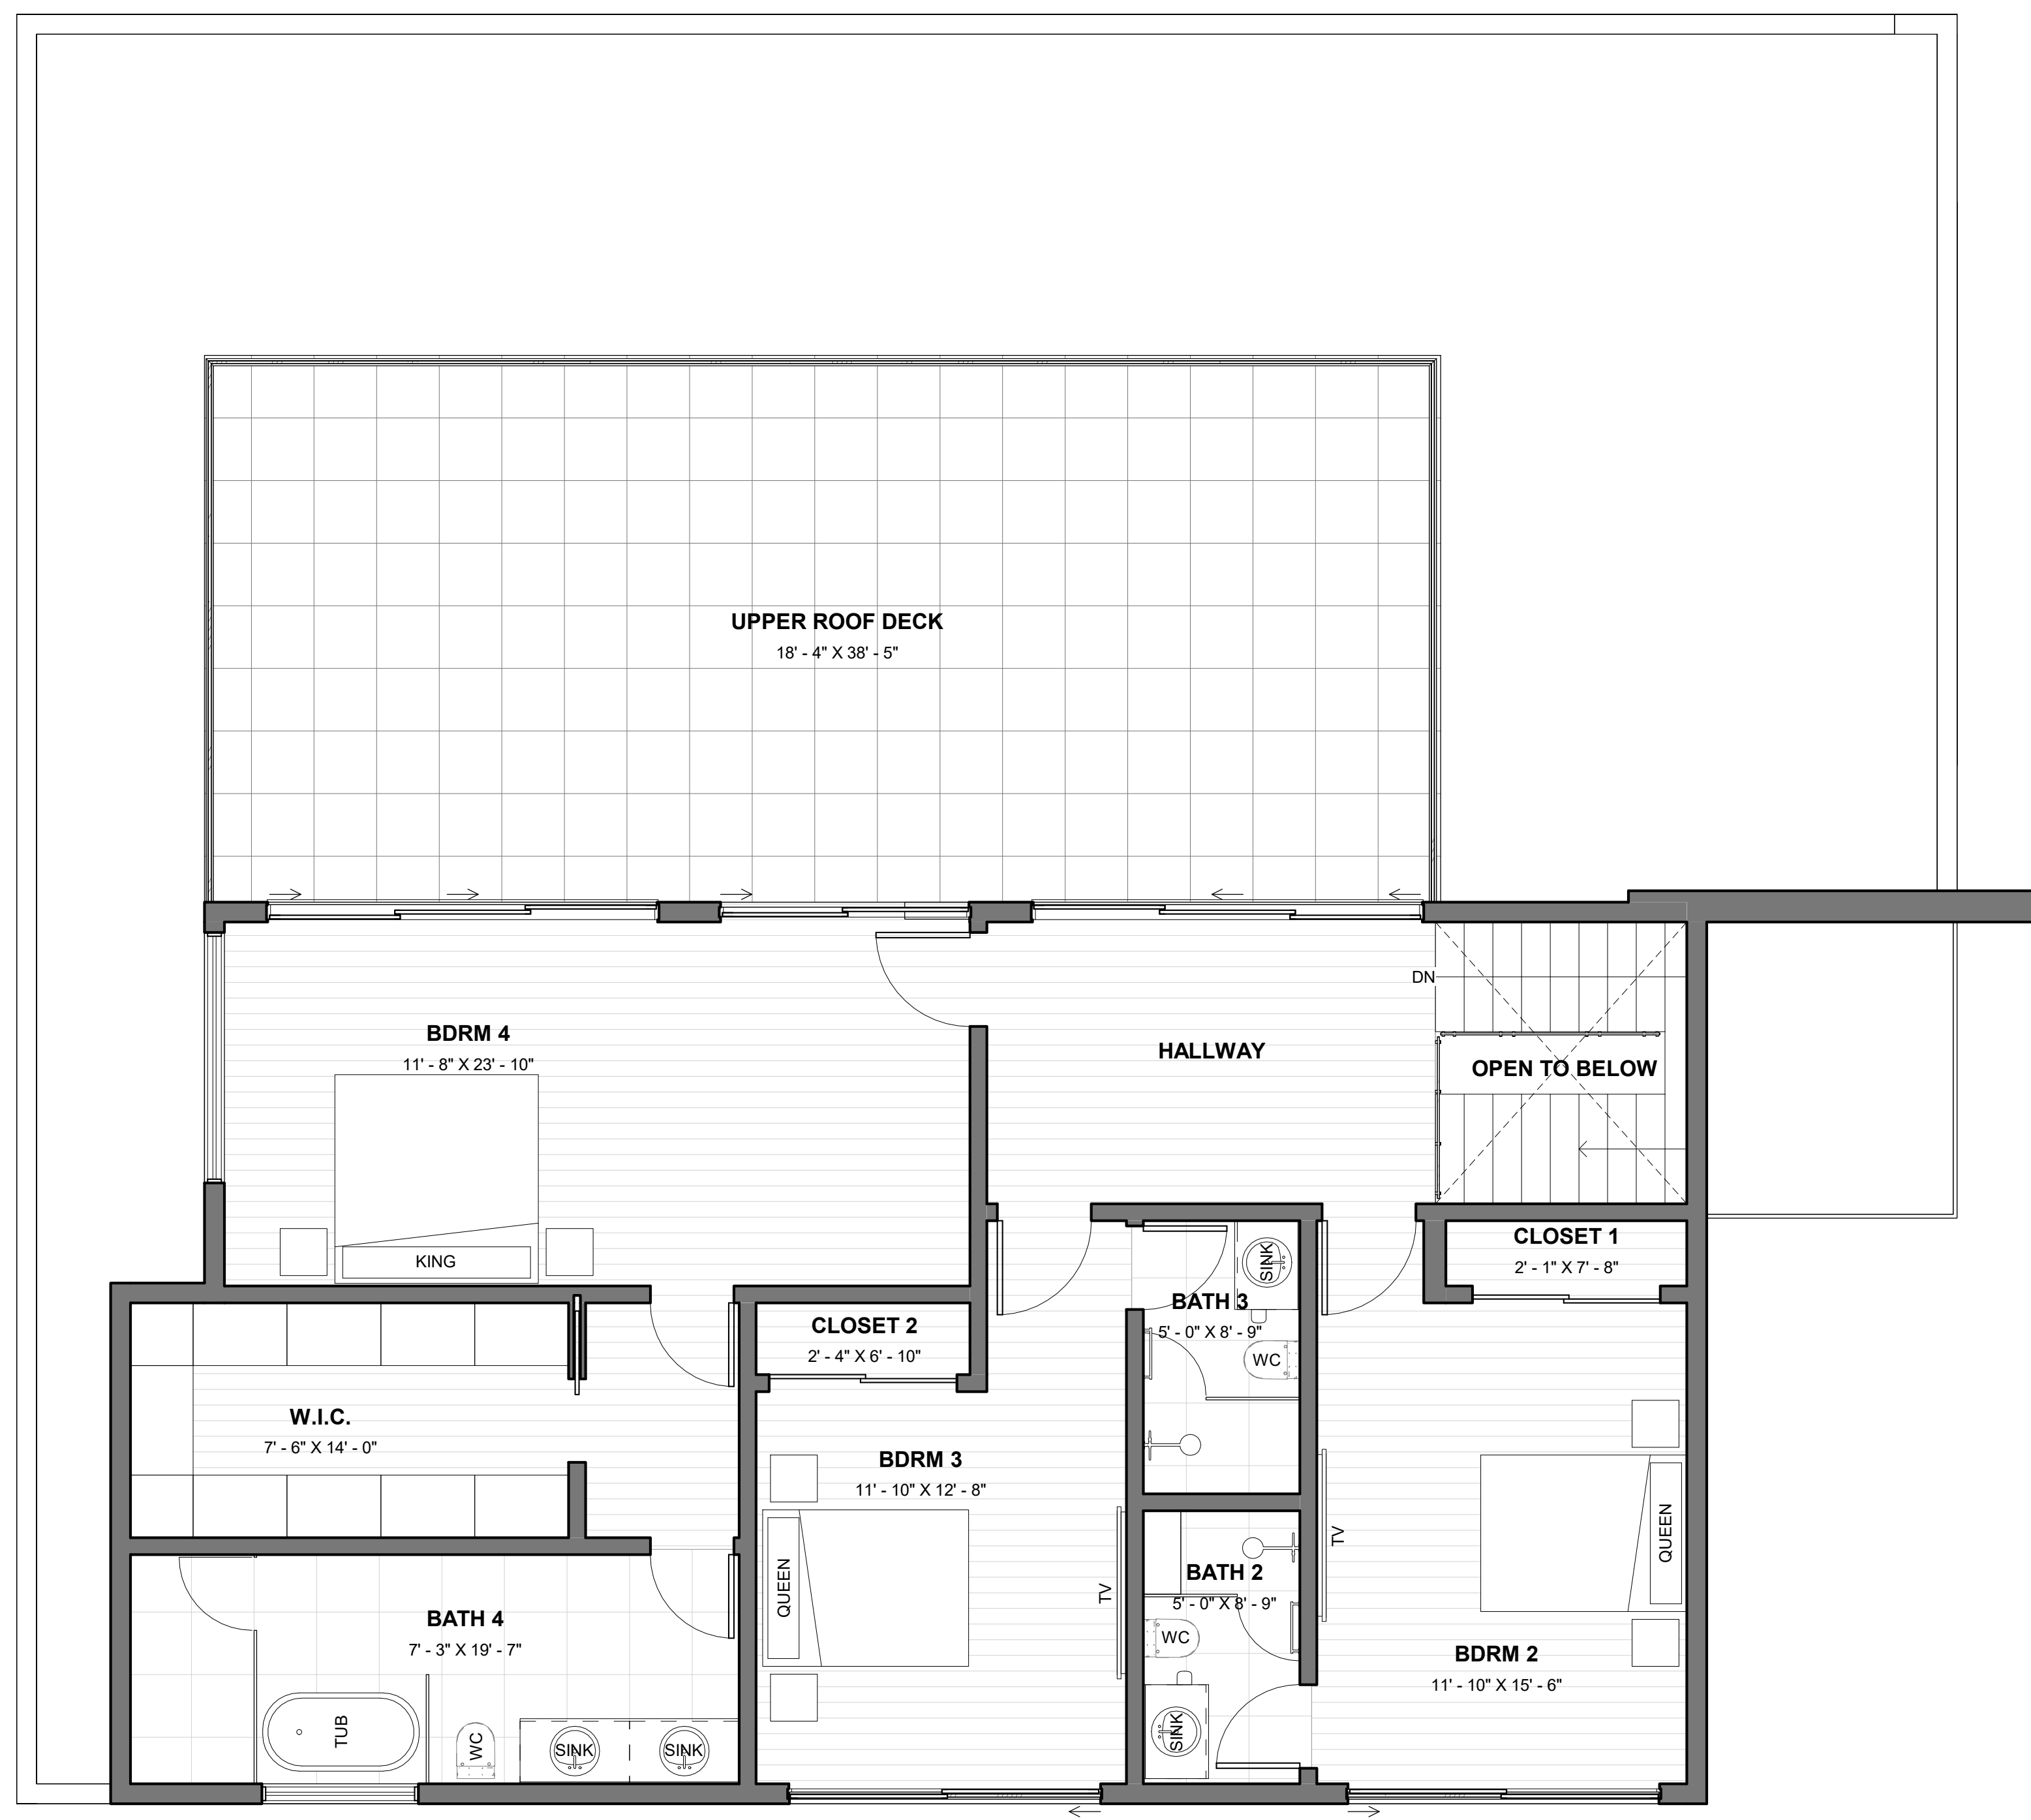 UPPER ROOF DECK
18' - 4" X 38' - 5"
DN
BDRM 4
11' - 8" X 23' - 10"
HALLWAY
OPEN TO BELOW
KING
CLOSET 1
2' - 1" X 7' - 8"
SINK
BATH 3
5' - 0" X 8' - 9"
WC
CLOSET 2
2' - 4" X 6' - 10"
W.I.C.
7' - 6" X 14' - 0"
BDRM 3
11' - 10" X 12' - 8"
QUEEN
TV
TV
QUEEN
BATH 2
5' - 0" X 8' - 9"
WC
SINK
BDRM 2
11' - 10" X 15' - 6"
BATH 4
7' - 3" X 19' - 7"
TUB
WC
SINK
SINK